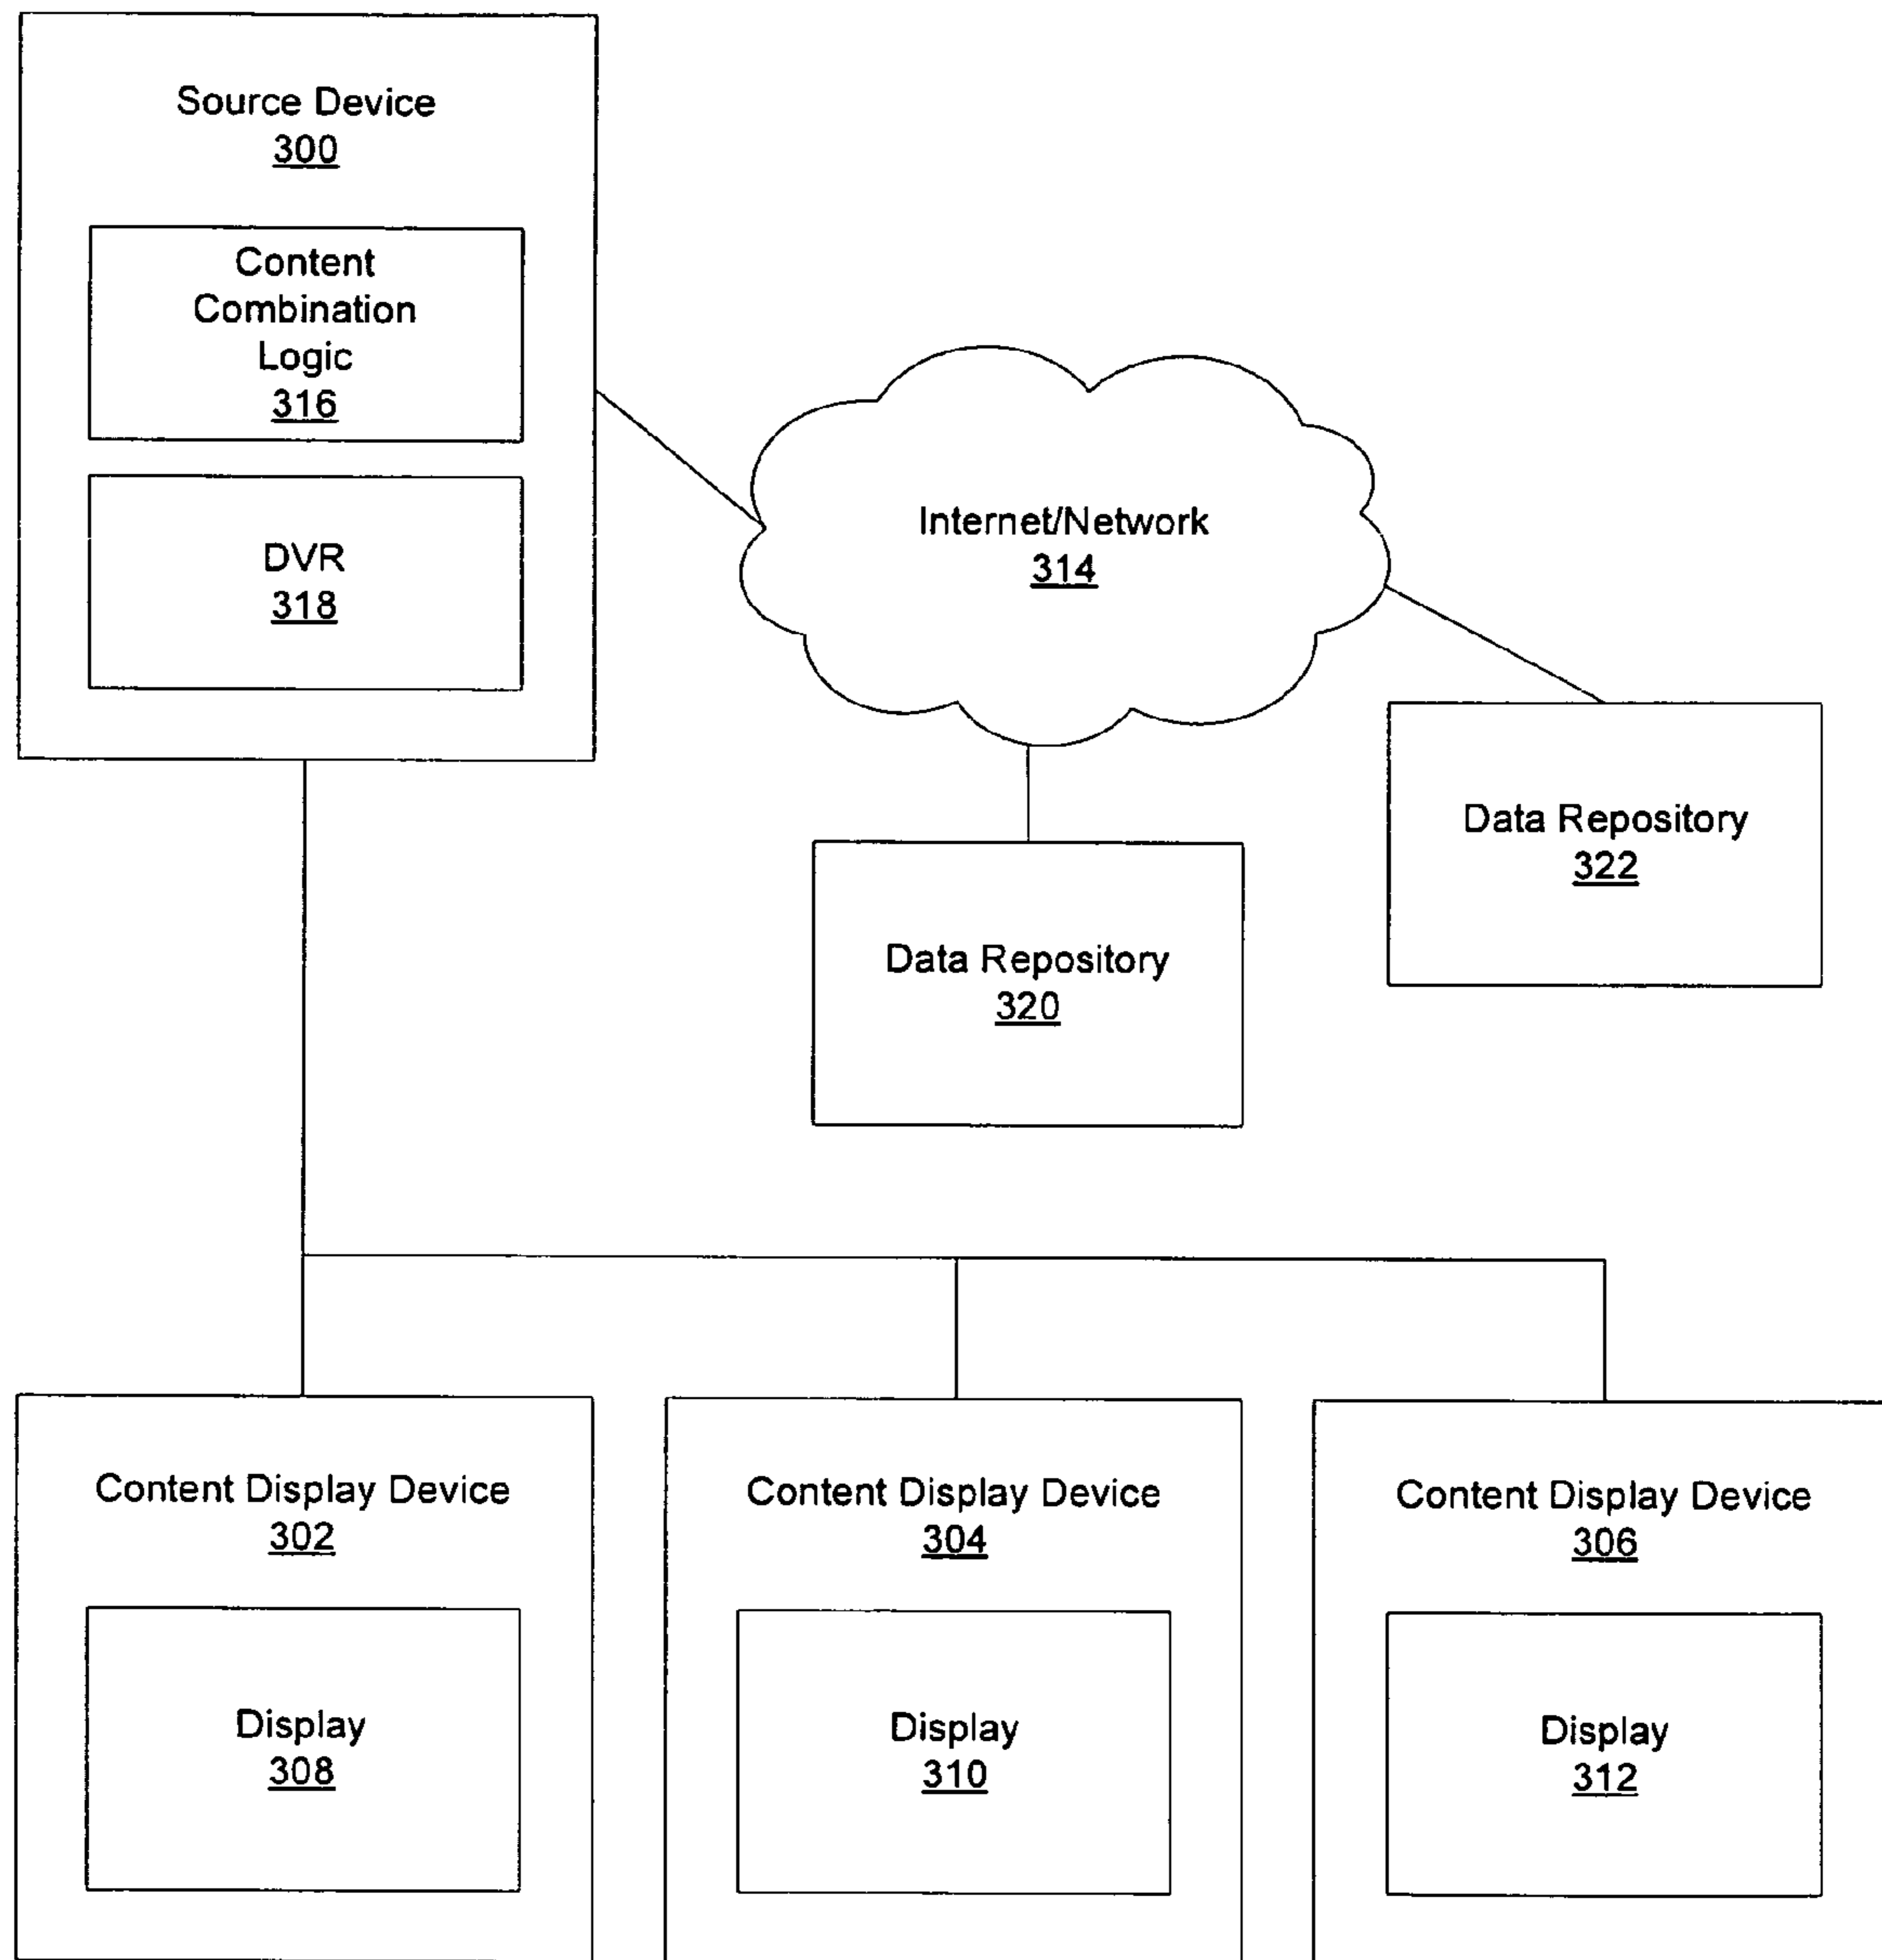 Source Device
300
Content
Combination
Logic
316
DVR
318
Internet/Network
314
Data Repository
322
Data Repository
320
Content Display Device
302
Display
308
Content Display Device
304
Display
310
Content Display Device
306
Display
312